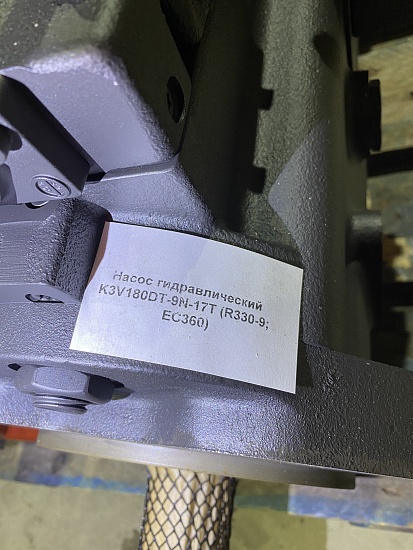 Насос гидравлический
K3V180DT-9N-17T (R330-9;
EC360)